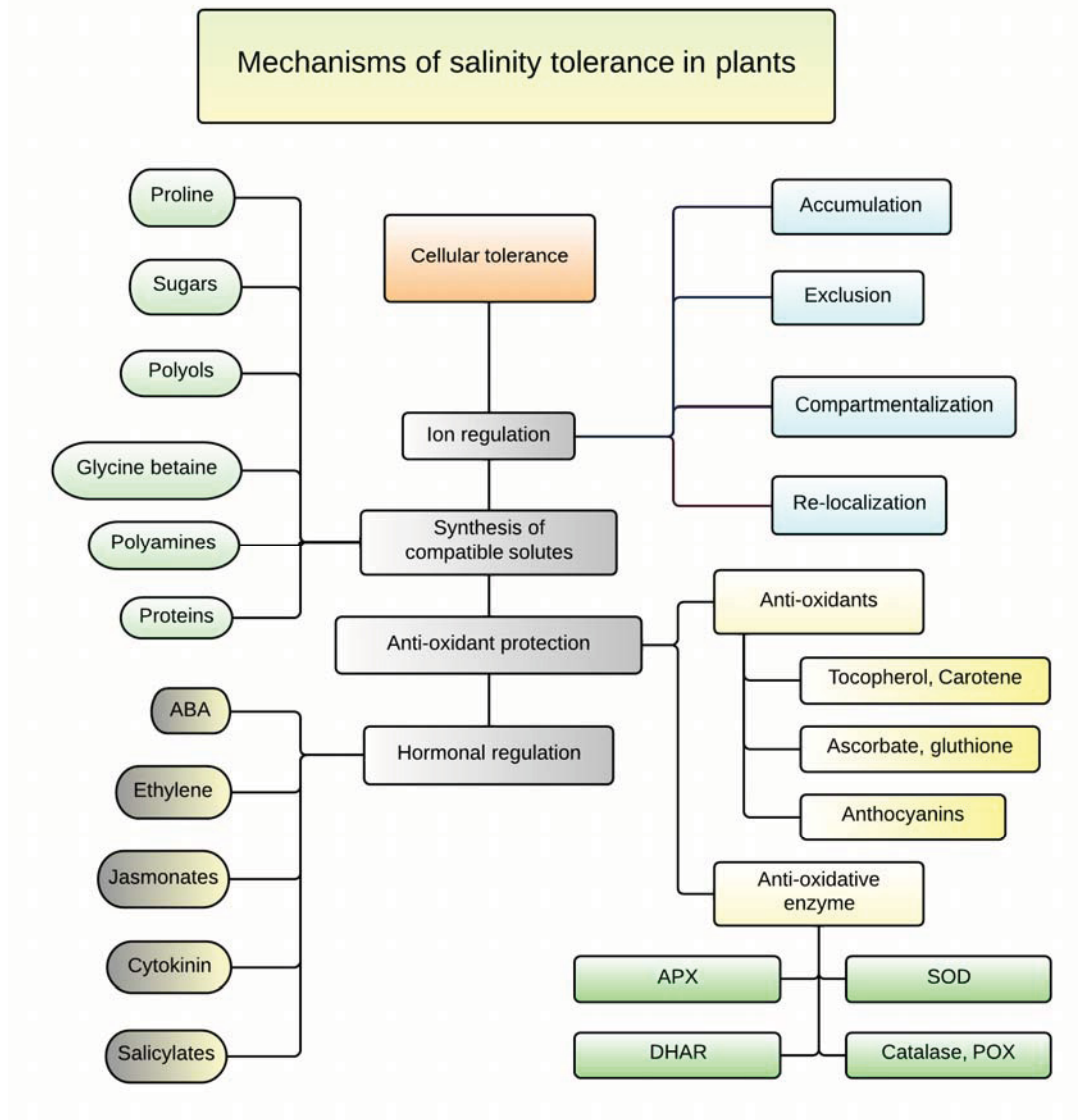 Mechanisms of salinity tolerance in plants
Proline
Sugars
Polyols
Glycine betaine
Polyamines
Proteins
ABA
Ethylene
Jasmonates
Cytokinin
Salicylates
Cellular tolerance
Ion regulation
Synthesis of
compatible solutes
Anti-oxidant protection
Hormonal regulation
Accumulation
Exclusion
Compartmentalization
Re-localization
Anti-oxidants
Tocopherol, Carotene
Ascorbate, gluthione
Anthocyanins
Anti-oxidative
enzyme
APX
SOD
DHAR
Catalase, POX